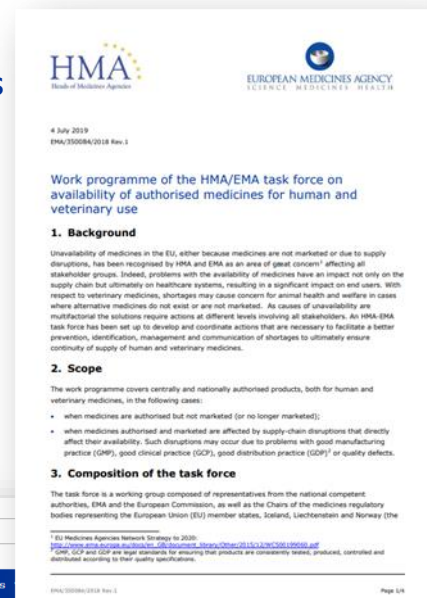 s
HMA
Heads of Medicines Agencies
EUROPEAN MEDICINES AGENCY
SCIENCE MEDICINES HEALTH
4 July 2019
EMA/350084/2018 Rev.1
Work programme of the HMA/EMA task force on
availability of authorised medicines for human and
veterinary use
1. Background
Unavailability of medicines in the EU, either because medicines are not marketed or due to supply
disruptions, has been recognised by HMA and EMA as an area of great concern¹ affecting all
stakeholder groups. Indeed, problems with the availability of medicines have an impact not only on the
supply chain but ultimately on healthcare systems, resulting in a significant impact on end users. With
respect to veterinary medicines, shortages may cause concern for animal health and welfare in cases
where alternative medicines do not exist or are not marketed. As causes of unavailability are
multifactorial the solutions require actions at different levels involving all stakeholders. An HMA-EMA
task force has been set up to develop and coordinate actions that are necessary to facilitate a better
prevention, identification, management and communication of shortages to ultimately ensure
continuity of supply of human and veterinary medicines.
2. Scope
The work programme covers centrally and nationally authorised products, both for human and
veterinary medicines, in the following cases:
• when medicines are authorised but not marketed (or no longer marketed);
• when medicines authorised and marketed are affected by supply-chain disruptions that directly
affect their availability. Such disruptions may occur due to problems with good manufacturing
practice (GMP), good clinical practice (GCP), good distribution practice (GDP)² or quality defects.
3. Composition of the task force
The task force is a working group composed of representatives from the national competent
authorities, EMA and the European Commission, as well as the Chairs of the medicines regulatory
bodies representing the European Union (EU) member states, Iceland, Liechtenstein and Norway (the
¹ EU Medicines Agencies Network Strategy to 2020:
http://www.ema.europa.eu/docs/en_GB/document_library/Other/2015/12/WC500199060.pdf
² GMP, GCP and GDP are legal standards for ensuring that products are consistently tested, produced, controlled and
distributed according to their quality specifications.
s
EMA/350084/2018 Rev.1
Page 1/6